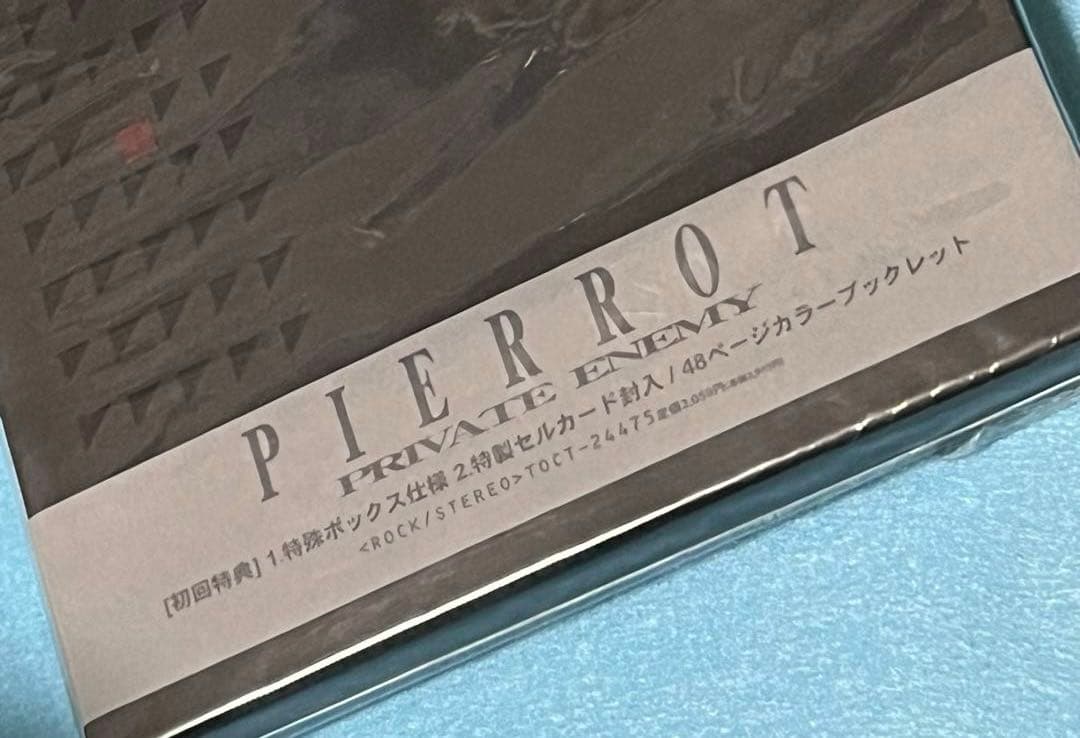 PIERROT
PRIVATE ENEMY
[初回特典] 1.特殊ボックス仕様 2.特製セルカード封入 / 48ページカラーブックレット
<ROCK/STEREO>TOCT-24475